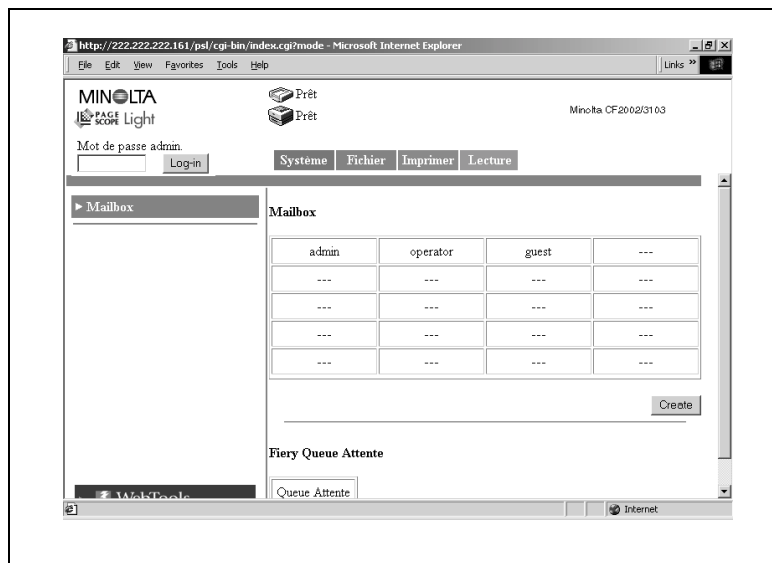 http://222.222.222.161/psl/cgi-bin/index.cgi?mode - Microsoft Internet Explorer
File Edit View Favorites Tools Help Links »
MINOLTA
PAGE SCOPE Light
Prêt
Prêt
Minolta CF2002/3103
Mot de passe admin.
Log-in
Système Fichier Imprimer Lecture
Mailbox
Mailbox
admin operator guest ---
--- --- --- ---
--- --- --- ---
--- --- --- ---
--- --- --- ---
Create
Fiery Queue Attente
Queue Attente
WebTools
Internet